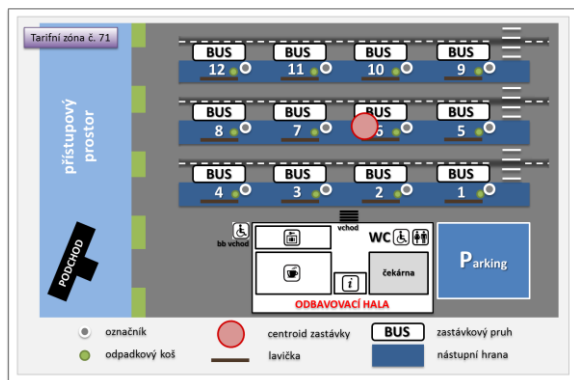 Tarifní zóna č. 71
BUS BUS BUS BUS
12 11 10 9
BUS BUS BUS BUS
8 7 6 5
BUS BUS BUS BUS
4 3 2 1
přístupový
prostor
PODCHOD
bb vchod
vchod
WC
i
čekárna
ODBAVOVACÍ HALA
Parking
označník
centroid zastávky
BUS zastávkový pruh
odpadkový koš
lavička
nástupní hrana